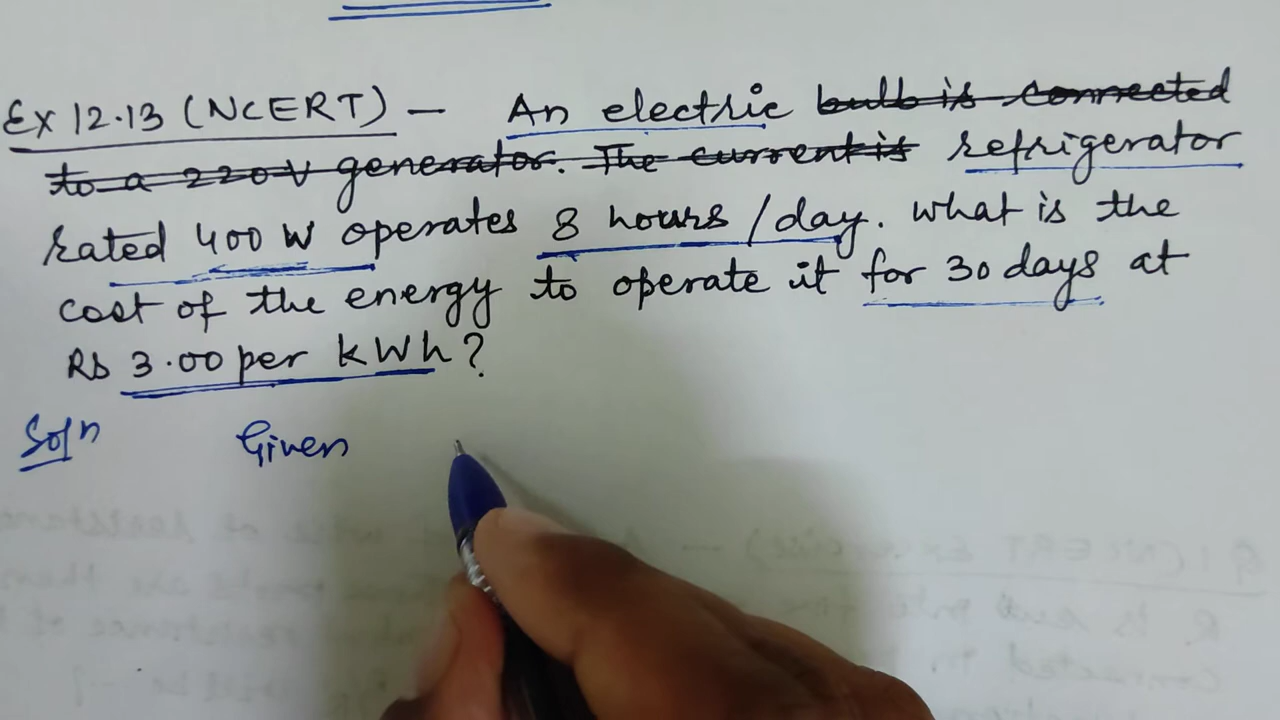 Ex 12.13 (NCERT) - An electric bulb is connected
to a 220V generator. The current is refrigerator
rated 400 W operates 8 hours/day. What is the
cost of the energy to operate it for 30 days at
Rs 3.00 per kWh?
Soln Given